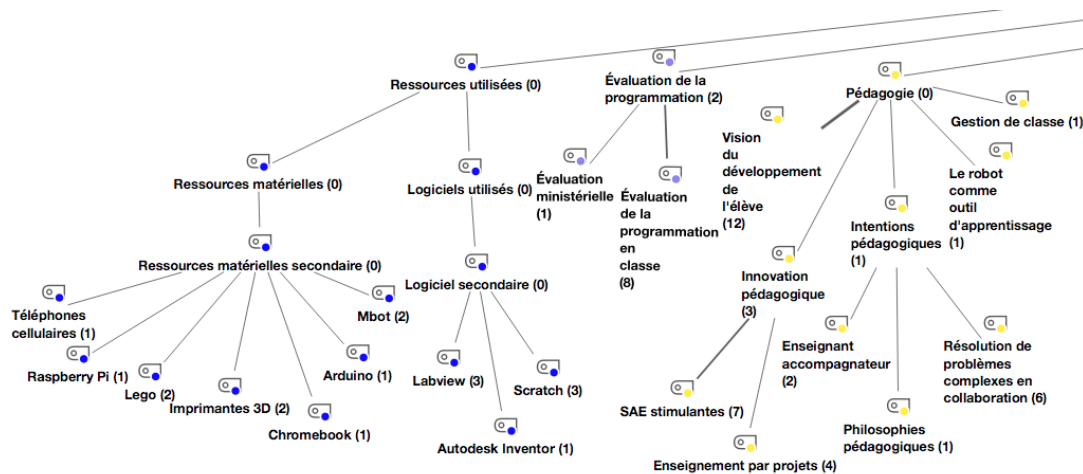 Ressources utilisées (0)
Évaluation de la
programmation (2)
Pédagogie (0)
Gestion de classe (1)
Vision
du
développement
de
l'élève
(12)
Le robot
comme
outil
d'apprentissage
(1)
Ressources matérielles (0)
Logiciels utilisés (0)
Évaluation
ministérielle
(1)
Évaluation
de la
programmation
en
classe
(8)
Intentions
pédagogiques
(1)
Ressources matérielles secondaire (0)
Logiciel secondaire (0)
Innovation
pédagogique
(3)
Téléphones
cellulaires (1)
Mbot (2)
Enseignant
accompagnateur
(2)
Résolution de
problèmes
complexes en
collaboration (6)
Raspberry Pi (1)
Lego (2)
Imprimantes 3D (2)
Arduino (1)
Chromebook (1)
Labview (3)
Scratch (3)
Autodesk Inventor (1)
SAE stimulantes (7)
Philosophies
pédagogiques (1)
Enseignement par projets (4)